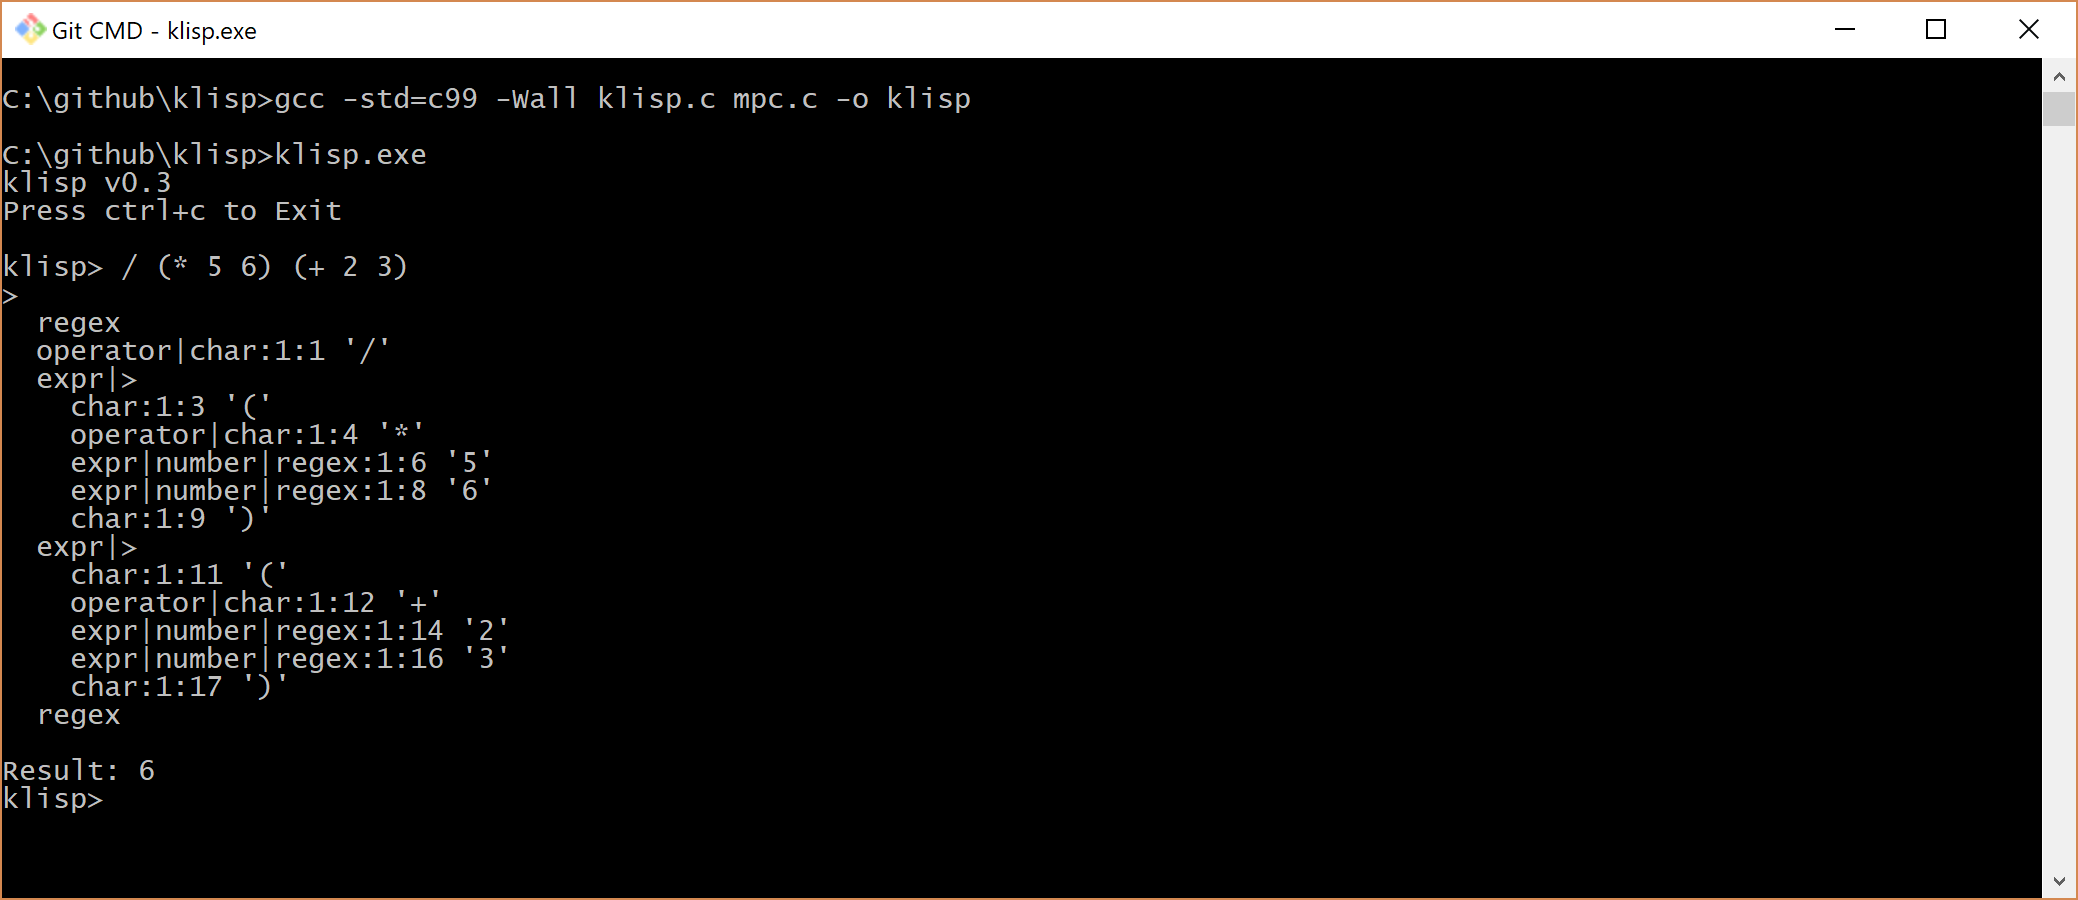 Git CMD - klisp.exe
C:\github\klisp>gcc -std=c99 -Wall klisp.c mpc.c -o klisp
C:\github\klisp>klisp.exe
klisp v0.3
Press ctrl+c to Exit
klisp> / (* 5 6) (+ 2 3)
>
  regex
  operator|char:1:1 '/'
  expr|>
    char:1:3 '('
    operator|char:1:4 '*'
    expr|number|regex:1:6 '5'
    expr|number|regex:1:8 '6'
    char:1:9 ')'
  expr|>
    char:1:11 '('
    operator|char:1:12 '+'
    expr|number|regex:1:14 '2'
    expr|number|regex:1:16 '3'
    char:1:17 ')'
  regex
Result: 6
klisp>